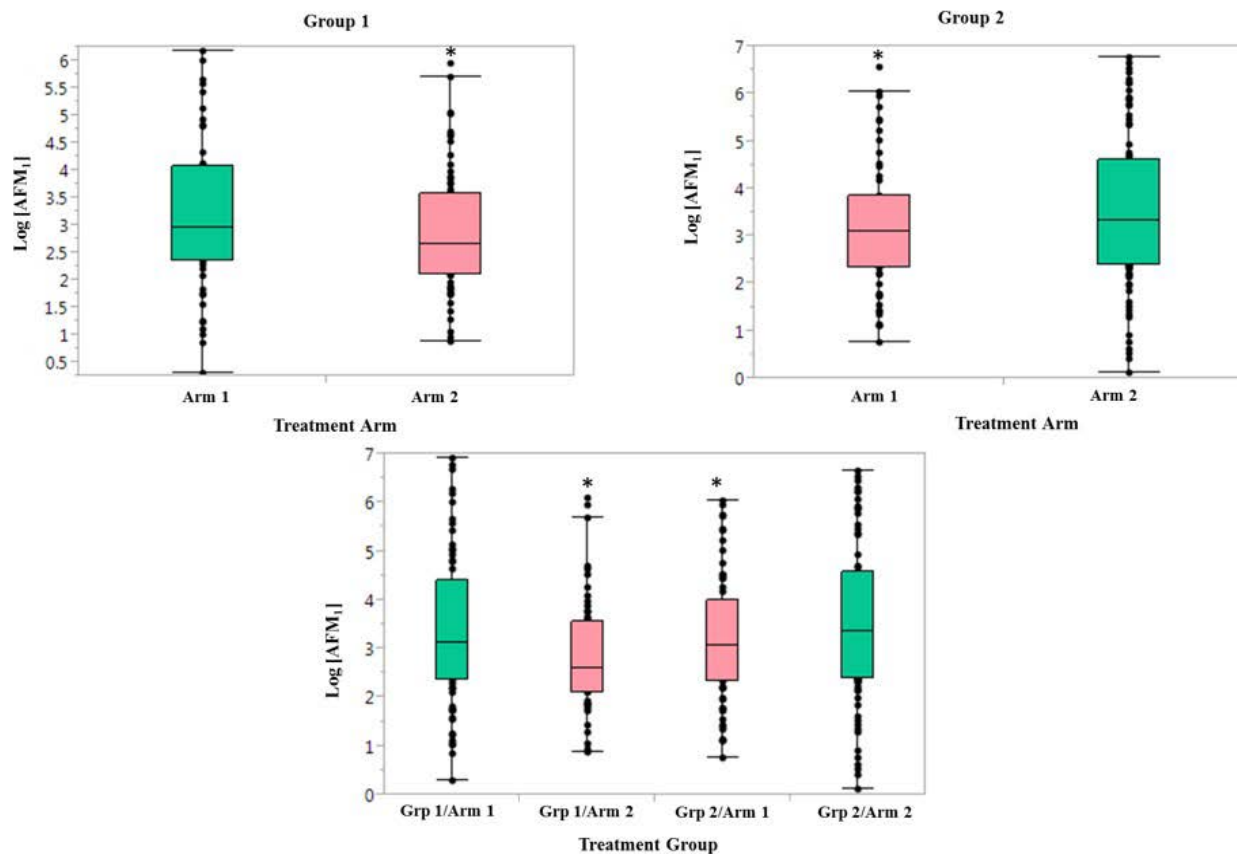 Group 1
*
6
5.5
5
4.5
4
3.5
3
2.5
2
1.5
1
0.5
Log [AFM₁]
Arm 1 Arm 2
Treatment Arm
Group 2
*
7
6
5
4
3
2
1
0
Log [AFM₁]
Arm 1 Arm 2
Treatment Arm
* *
7
6
5
4
3
2
1
0
Log [AFM₁]
Grp 1/Arm 1 Grp 1/Arm 2 Grp 2/Arm 1 Grp 2/Arm 2
Treatment Group